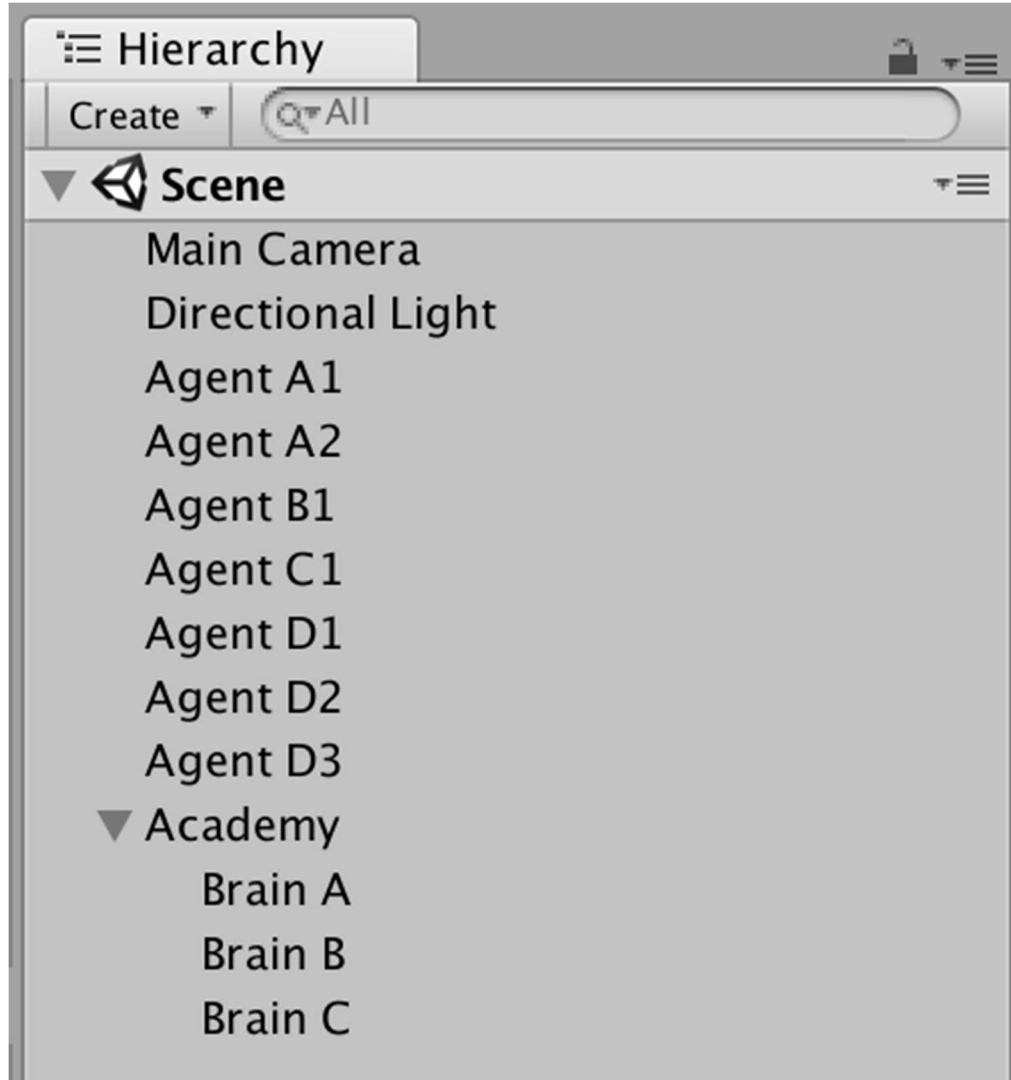 Hierarchy
Create All
Scene
Main Camera
Directional Light
Agent A1
Agent A2
Agent B1
Agent C1
Agent D1
Agent D2
Agent D3
Academy
Brain A
Brain B
Brain C